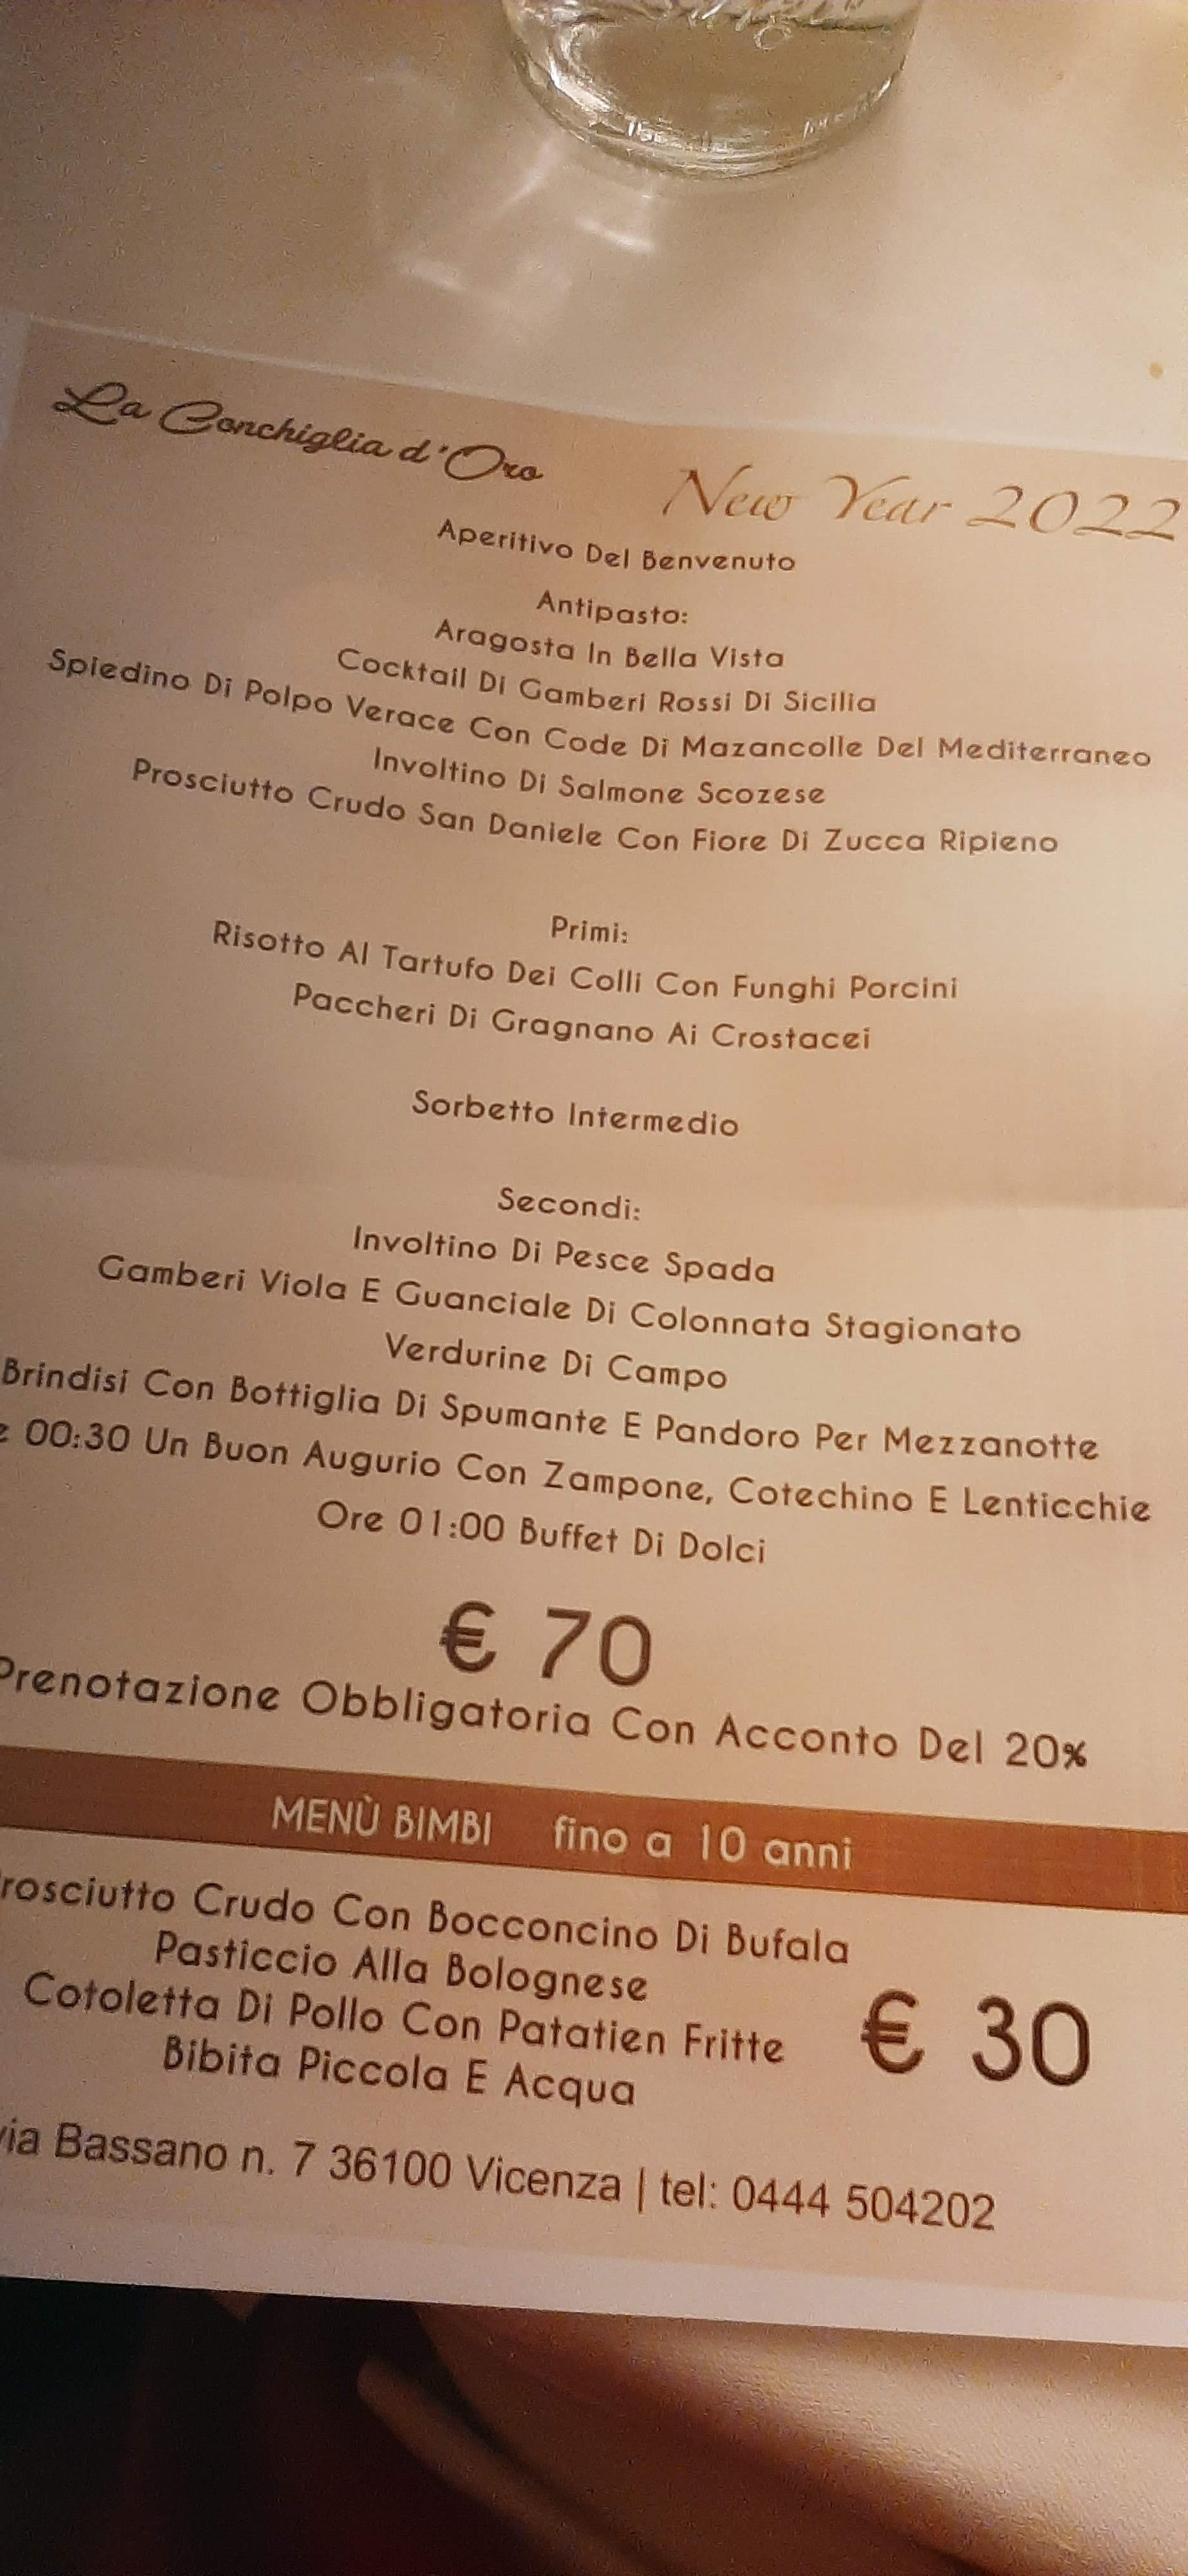 La Conchiglia d'Oro
New Year 2022
Aperitivo Del Benvenuto
Antipasto:
Aragosta In Bella Vista
Cocktail Di Gamberi Rossi Di Sicilia
Spiedino Di Polpo Verace Con Code Di Mazancolle Del Mediterraneo
Involtino Di Salmone Scozese
Prosciutto Crudo San Daniele Con Fiore Di Zucca Ripieno
Primi:
Risotto Al Tartufo Dei Colli Con Funghi Porcini
Paccheri Di Gragnano Ai Crostacei
Sorbetto Intermedio
Secondi:
Involtino Di Pesce Spada
Gamberi Viola E Guanciale Di Colonnata Stagionato
Verdurine Di Campo
Brindisi Con Bottiglia Di Spumante E Pandoro Per Mezzanotte
00:30 Un Buon Augurio Con Zampone, Cotechino E Lenticchie
Ore 01:00 Buffet Di Dolci
€ 70
Prenotazione Obbligatoria Con Acconto Del 20%
MENÙ BIMBI fino a 10 anni
rosciutto Crudo Con Bocconcino Di Bufala
Pasticcio Alla Bolognese
Cotoletta Di Pollo Con Patatien Fritte
€ 30
Bibita Piccola E Acqua
via Bassano n. 7 36100 Vicenza | tel: 0444 504202